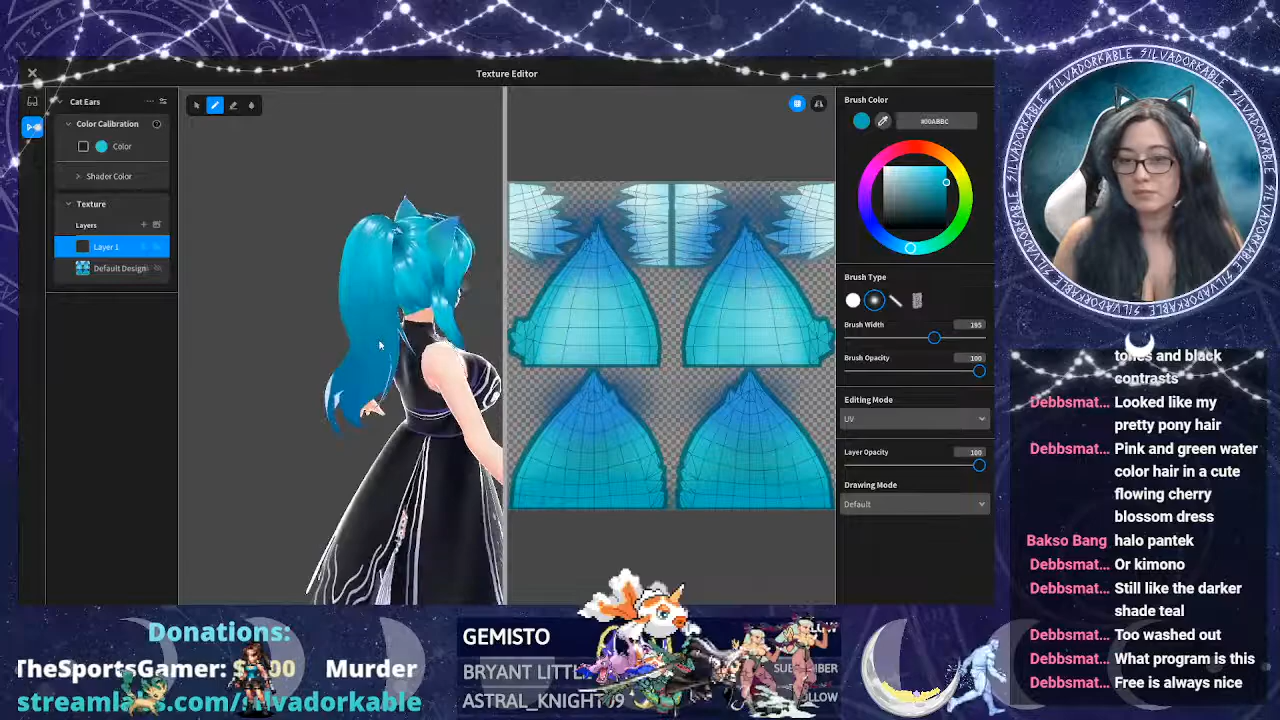 Texture Editor
Cat Ears
Color Calibration
Color
Shader Color
Texture
Layers
Layer 1
Default Design
Brush Color
#00ABBC
Brush Type
Brush Width
195
Brush Opacity
100
Editing Mode
UV
Layer Opacity
100
Drawing Mode
Default
SILVADORKABLE SILVADORKABLE SILVADORKABLE
tones and black
contrasts
Debbsmat... Looked like my
pretty pony hair
Debbsmat... Pink and green water
color hair in a cute
flowing cherry
blossom dress
Bakso Bang halo pantek
Debbsmat... Or kimono
Debbsmat... Still like the darker
shade teal
Debbsmat... Too washed out
Debbsmat... What program is this
Debbsmat... Free is always nice
Donations:
TheSportsGamer: Murder
GEMISTO
BRYANT